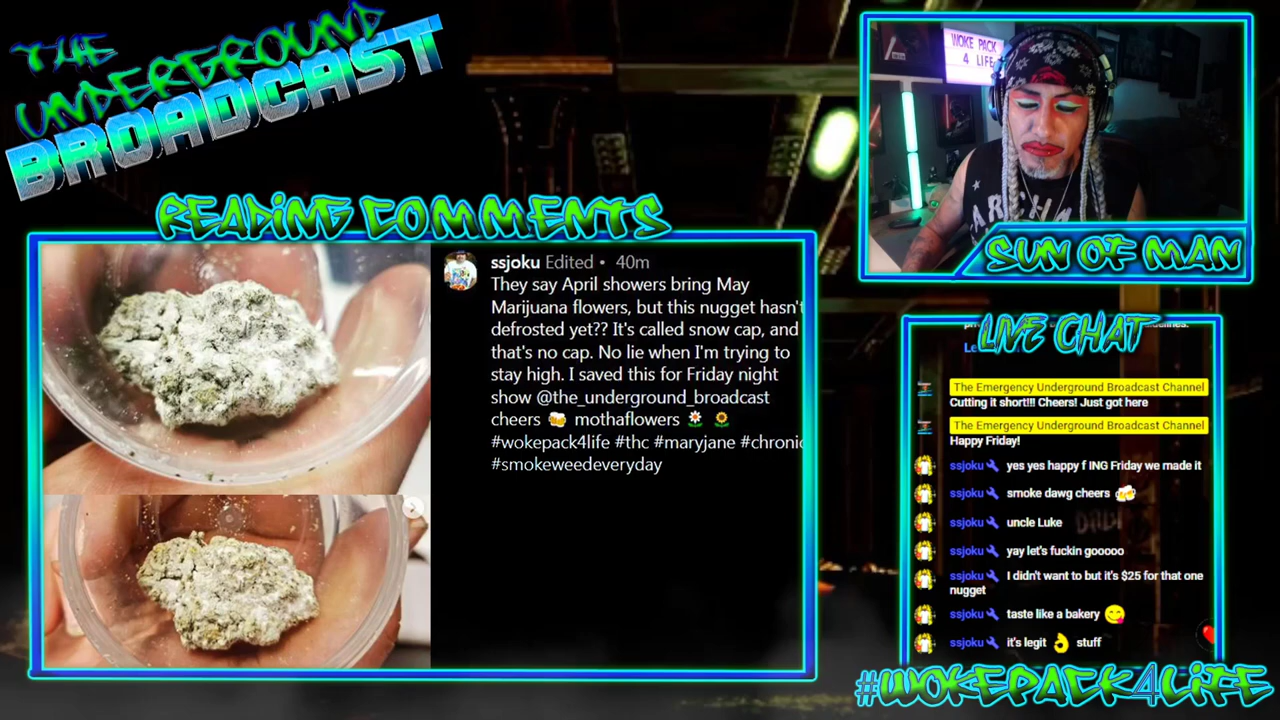 THE
UNDERGROUND
BROADCAST
READING COMMENTS
ssjoku Edited • 40m
They say April showers bring May
Marijuana flowers, but this nugget hasn't
defrosted yet?? It's called snow cap, and
that's no cap. No lie when I'm trying to
stay high. I saved this for Friday night
show @the_underground_broadcast
cheers 🍻 mothaflowers 🌼 🌻
#wokepack4life #thc #maryjane #chronic
#smokeweedeveryday
WOKE PACK
4 LIFE
SUN OF MAN
LIVE CHAT
The Emergency Underground Broadcast Channel
Cutting it short!!! Cheers! Just got here
The Emergency Underground Broadcast Channel
Happy Friday!
ssjoku yes yes happy f ING Friday we made it
ssjoku smoke dawg cheers 🍻
ssjoku uncle Luke
ssjoku yay let's fuckin gooooo
ssjoku I didn't want to but it's $25 for that one
nugget
ssjoku taste like a bakery 😋
ssjoku it's legit 👌 stuff
#WOKEPACK4LIFE